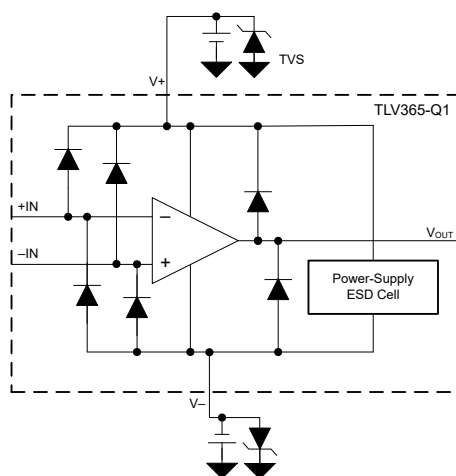 TVS
V+
TLV365-Q1
+IN
–
–IN
+
VOUT
Power-Supply
ESD Cell
V–